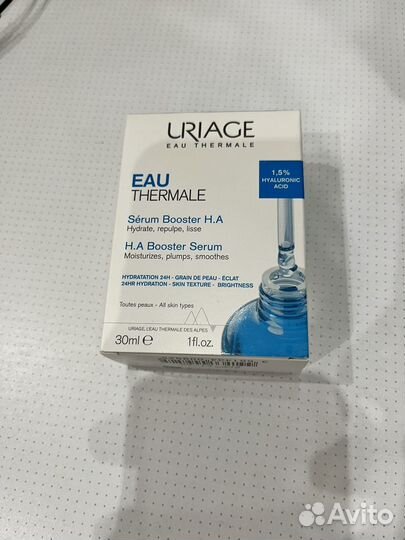 URIAGE
EAU THERMALE
1,5%
HYALURONIC
ACID
EAU
THERMALE
Sérum Booster H.A
Hydrate, repulpe, lisse
H.A Booster Serum
Moisturizes, plumps, smoothes
HYDRATATION 24H - GRAIN DE PEAU - ÉCLAT
24HR HYDRATION - SKIN TEXTURE - BRIGHTNESS
Toutes peaux - All skin types
URIAGE, L'EAU THERMALE DES ALPES
30ml e
1fl.oz.
Avito